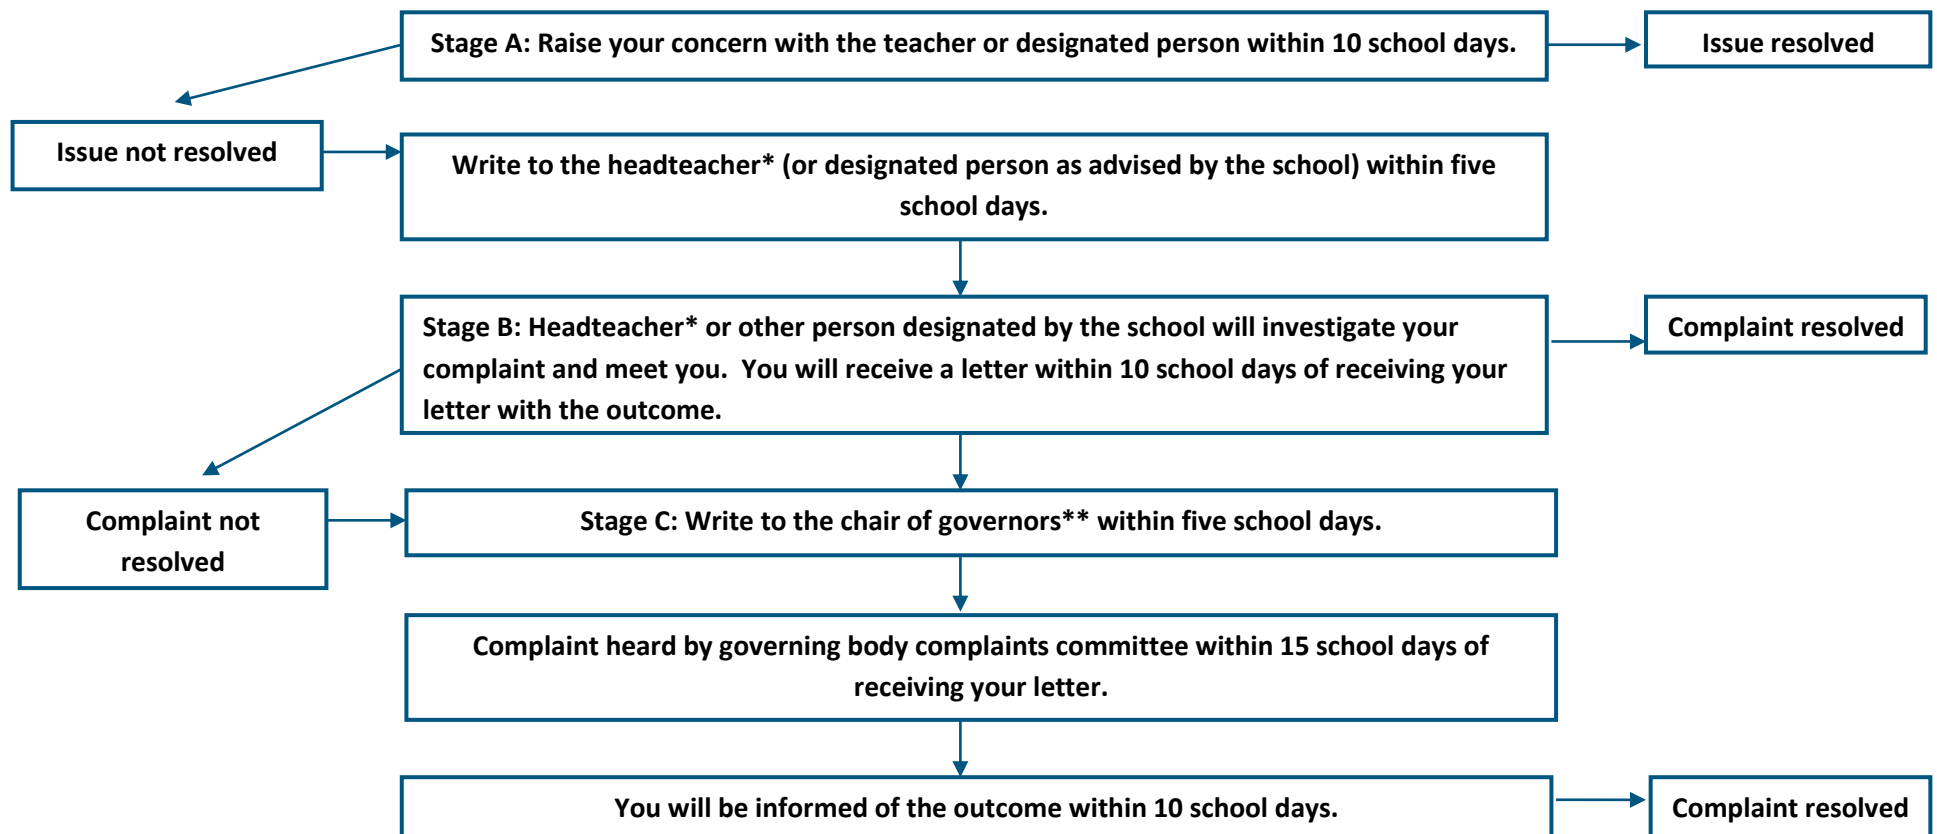 Stage A: Raise your concern with the teacher or designated person within 10 school days.
Issue resolved
Issue not resolved
Write to the headteacher* (or designated person as advised by the school) within five
school days.
Stage B: Headteacher* or other person designated by the school will investigate your
complaint and meet you.  You will receive a letter within 10 school days of receiving your
letter with the outcome.
Complaint resolved
Complaint not
resolved
Stage C: Write to the chair of governors** within five school days.
Complaint heard by governing body complaints committee within 15 school days of
receiving your letter.
You will be informed of the outcome within 10 school days.
Complaint resolved